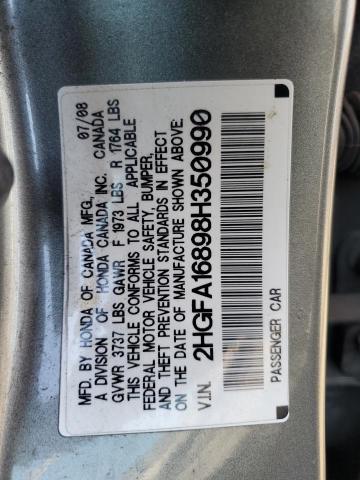 MFD. BY HONDA OF CANADA MFG., 07/08
A DIVISION OF HONDA CANADA INC. CANADA
GVWR 3737 LBS GAWR F 1973 LBS R 1764 LBS
THIS VEHICLE CONFORMS TO ALL APPLICABLE
FEDERAL MOTOR VEHICLE SAFETY, BUMPER,
AND THEFT PREVENTION STANDARDS IN EFFECT
ON THE DATE OF MANUFACTURE SHOWN ABOVE.
V.I.N. 2HGFA16898H350990
PASSENGER CAR